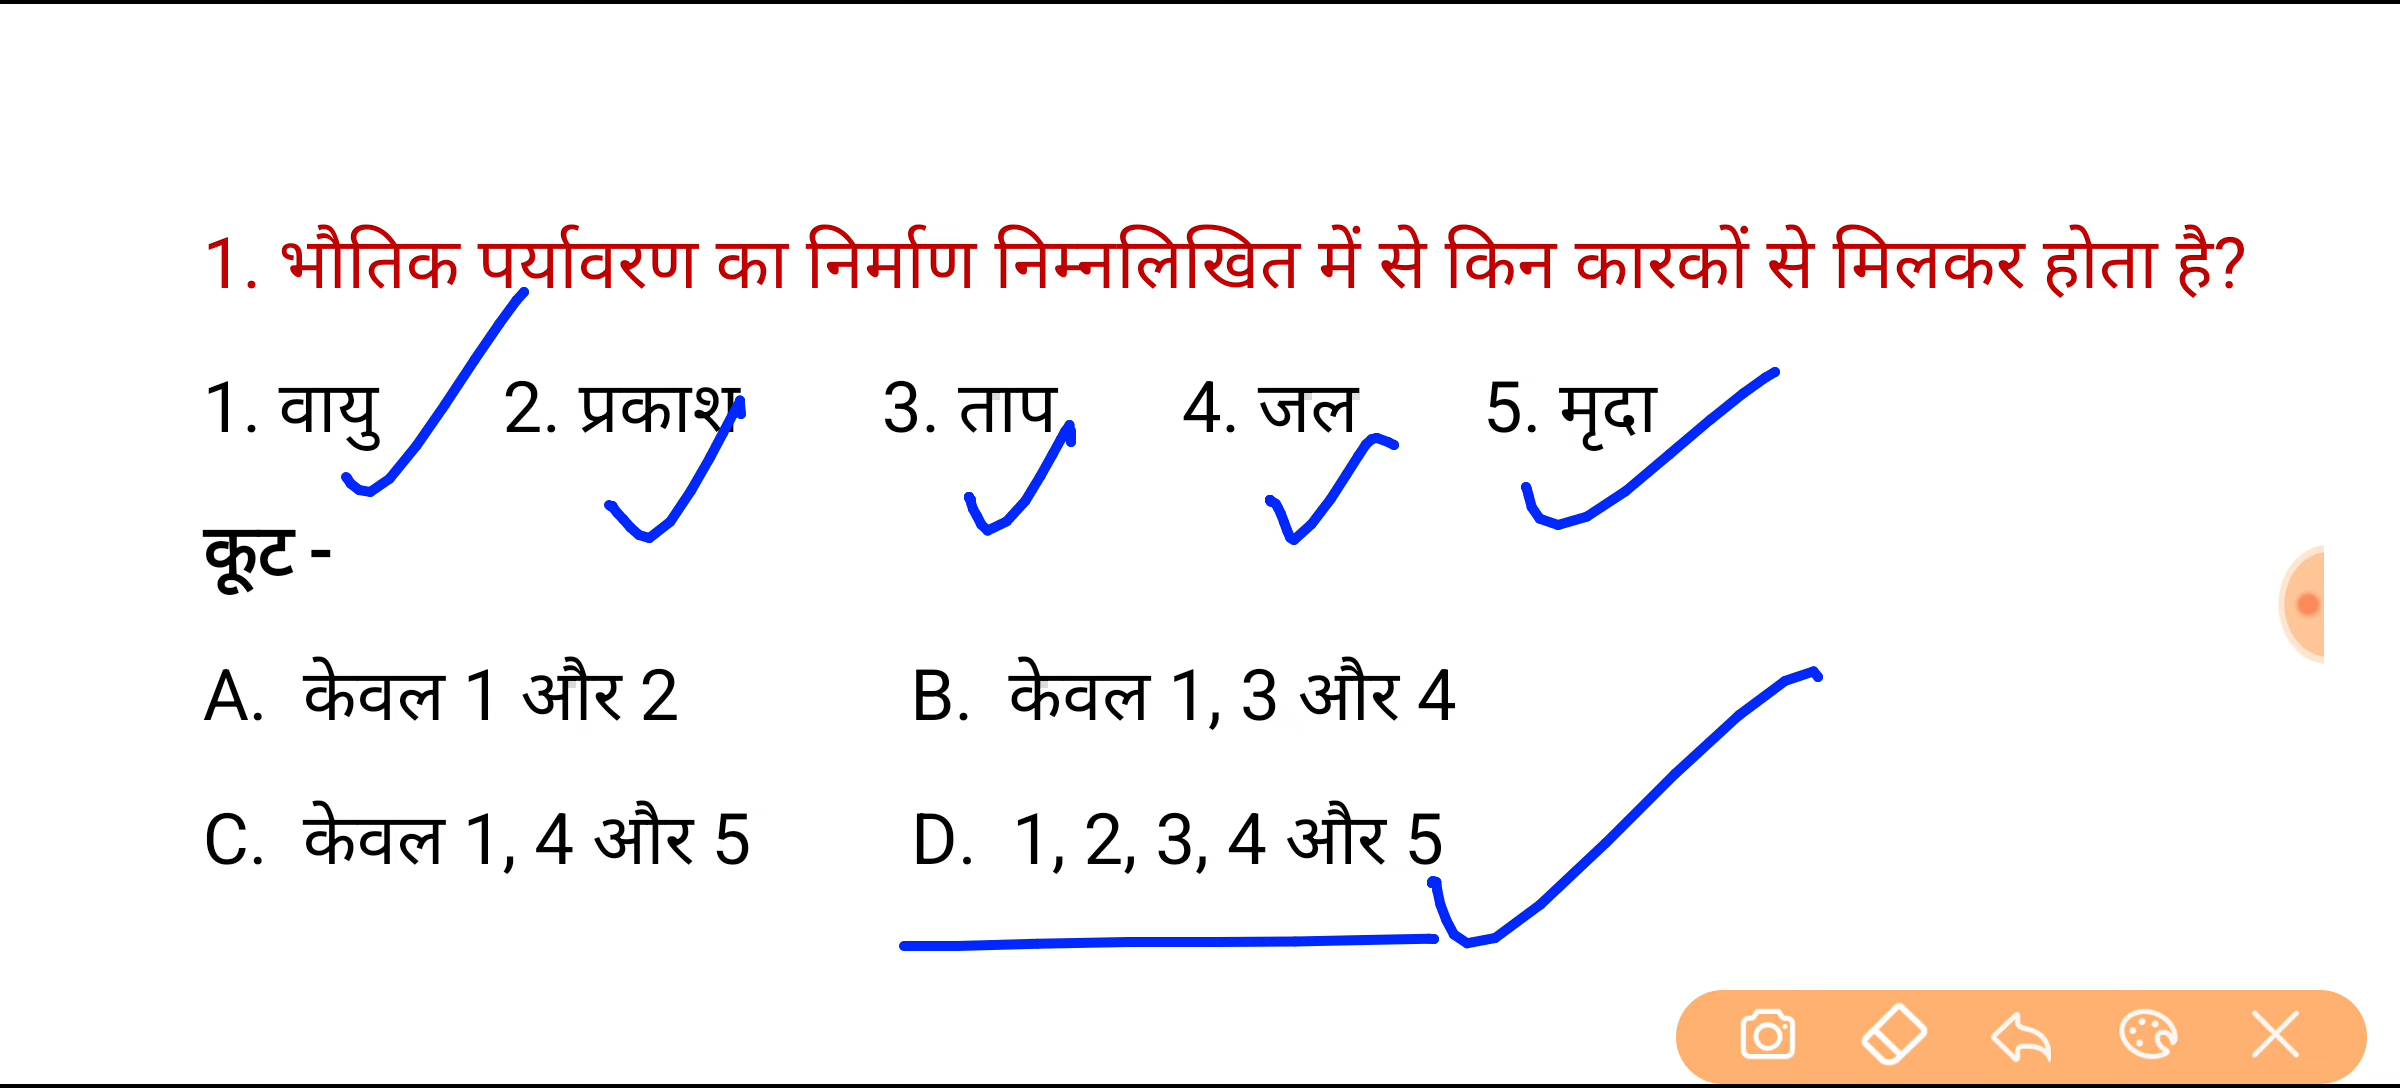 1. भौतिक पर्यावरण का निर्माण निम्नलिखित में से किन कारकों से मिलकर होता है?
1. वायु 2. प्रकाश 3. ताप 4. जल 5. मृदा
कूट -
A. केवल 1 और 2 B. केवल 1, 3 और 4
C. केवल 1, 4 और 5 D. 1, 2, 3, 4 और 5